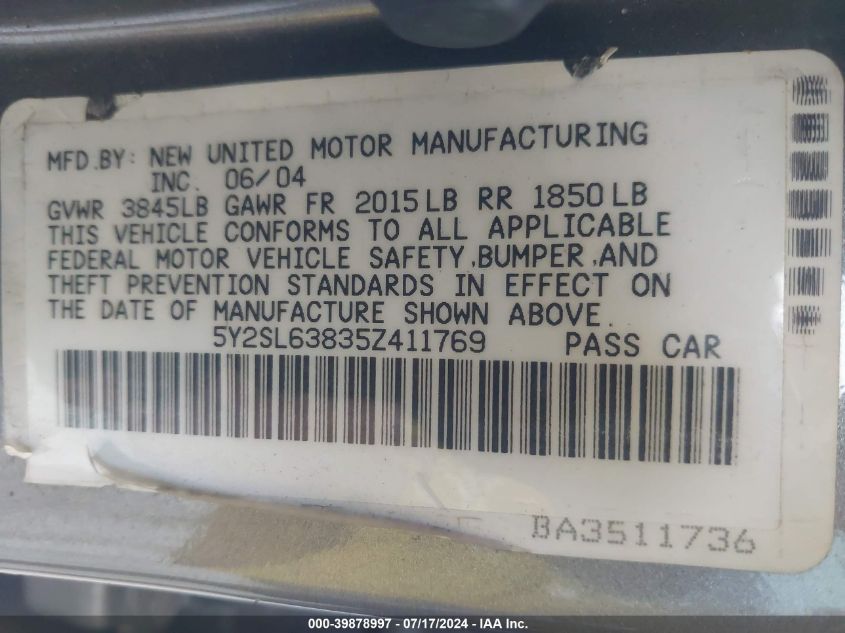 MFD.BY: NEW UNITED MOTOR MANUFACTURING
INC. 06/04
GVWR 3845LB GAWR FR 2015LB RR 1850LB
THIS VEHICLE CONFORMS TO ALL APPLICABLE
FEDERAL MOTOR VEHICLE SAFETY,BUMPER,AND
THEFT PREVENTION STANDARDS IN EFFECT ON
THE DATE OF MANUFACTURE SHOWN ABOVE.
5Y2SL63835Z411769 PASS CAR
BA3511736
000-39878997 / 07/17/2024 - IAA Inc.